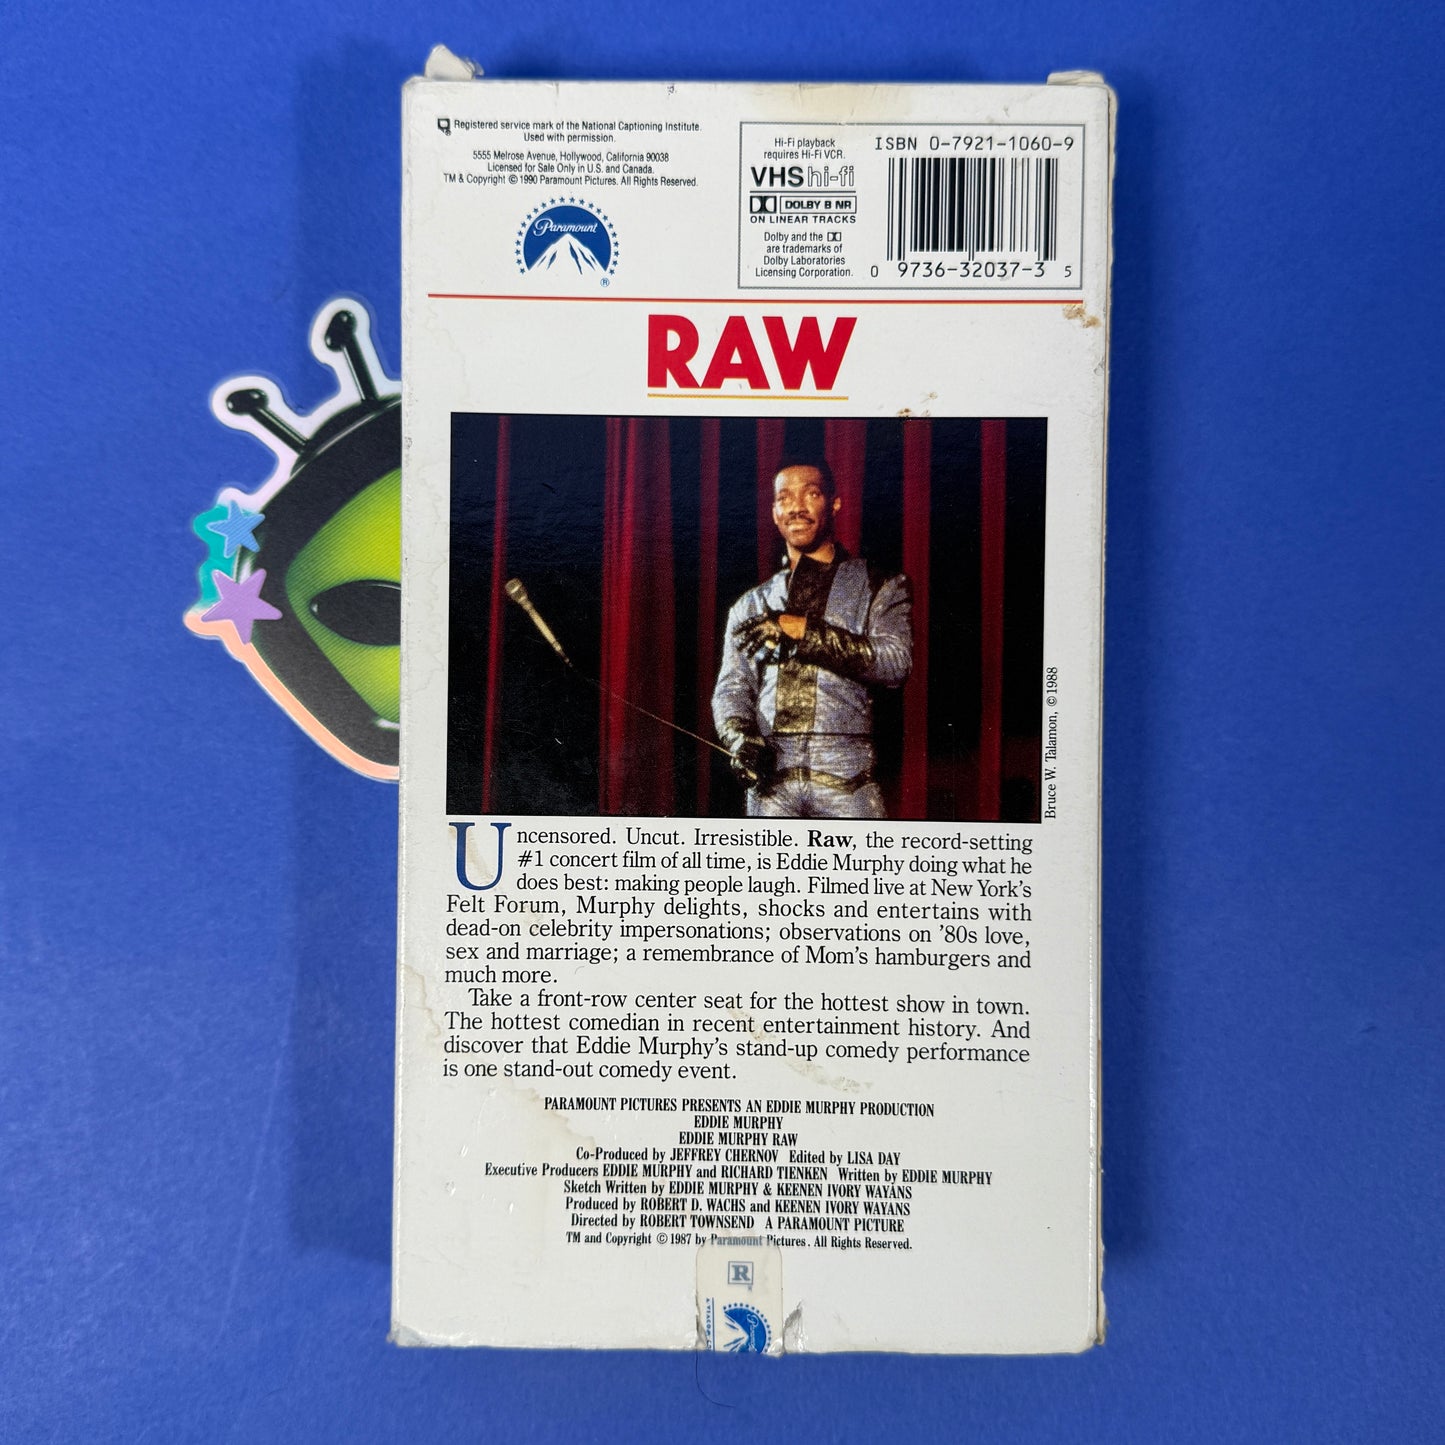 Registered service mark of the National Captioning Institute.
Used with permission.
5555 Melrose Avenue, Hollywood, California 90038
Licensed for Sale Only in U.S. and Canada.
TM & Copyright © 1990 Paramount Pictures. All Rights Reserved.
Paramount
®
Hi-Fi playback
requires Hi-Fi VCR.
VHS hi-fi
DOLBY B NR
ON LINEAR TRACKS
Dolby and the
are trademarks of
Dolby Laboratories
Licensing Corporation.
ISBN 0-7921-1060-9
0 9736-32037-3 5
RAW
Bruce W. Talamon, © 1988
Uncensored. Uncut. Irresistible. Raw, the record-setting
#1 concert film of all time, is Eddie Murphy doing what he
does best: making people laugh. Filmed live at New York's
Felt Forum, Murphy delights, shocks and entertains with
dead-on celebrity impersonations; observations on '80s love,
sex and marriage; a remembrance of Mom's hamburgers and
much more.
Take a front-row center seat for the hottest show in town.
The hottest comedian in recent entertainment history. And
discover that Eddie Murphy's stand-up comedy performance
is one stand-out comedy event.
PARAMOUNT PICTURES PRESENTS AN EDDIE MURPHY PRODUCTION
EDDIE MURPHY
EDDIE MURPHY RAW
Co-Produced by JEFFREY CHERNOV Edited by LISA DAY
Executive Producers EDDIE MURPHY and RICHARD TIENKEN Written by EDDIE MURPHY
Sketch Written by EDDIE MURPHY & KEENEN IVORY WAYANS
Produced by ROBERT D. WACHS and KEENEN IVORY WAYANS
Directed by ROBERT TOWNSEND A PARAMOUNT PICTURE
TM and Copyright © 1987 by Paramount Pictures. All Rights Reserved.
R
Paramount
A VIACOM